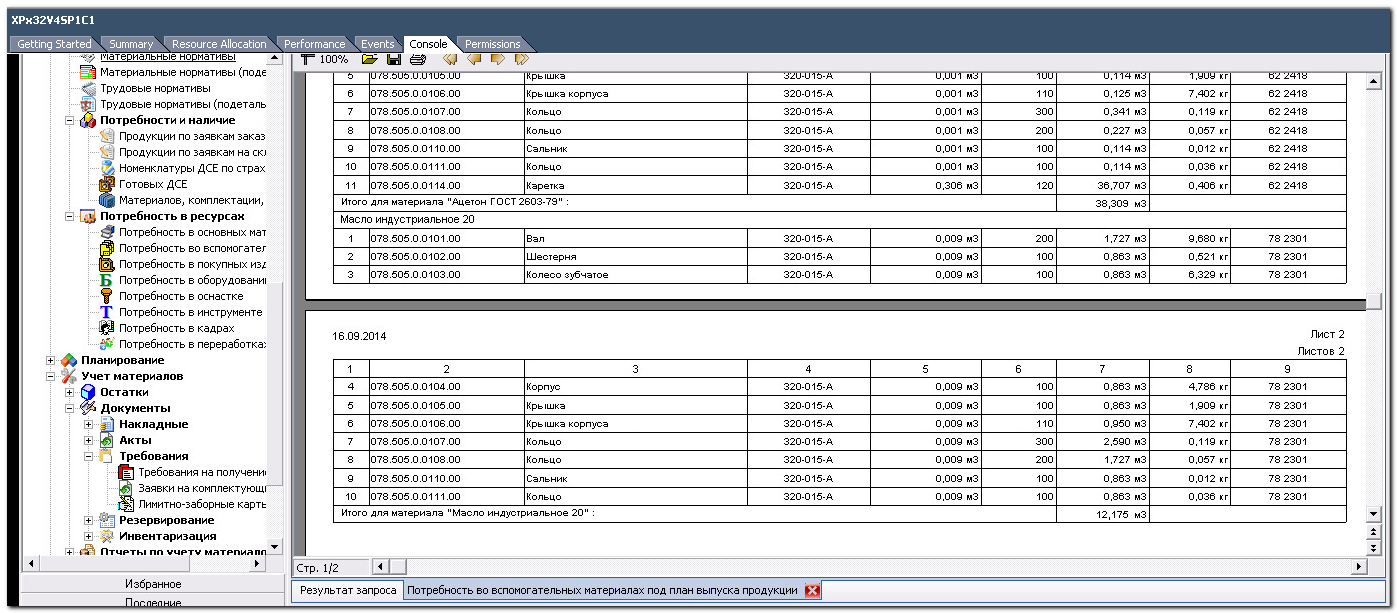 XPx32V4SP1C1
Getting Started Summary Resource Allocation Performance Events Console Permissions
Материальные нормативы
Материальные нормативы (поде
Трудовые нормативы
Трудовые нормативы (подеталь
Потребности и наличие
Продукции по заявкам заказ
Продукции по заявкам на скл
Номенклатуры ДСЕ по страх
Готовых ДСЕ
Материалов, комплектации,
Потребность в ресурсах
Потребность в основных мат
Потребность во вспомогател
Потребность в покупных изд
Потребность в оборудовании
Потребность в оснастке
Потребность в инструменте
Потребность в кадрах
Потребность в переработках
Планирование
Учет материалов
Остатки
Документы
Накладные
Акты
Требования
Требования на получение
Заявки на комплектующ
Лимитно-заборные карты
Резервирование
Инвентаризация
Отчеты по учету материало
Избранное
Последние
100%
5 078.505.0.0105.00 Крышка 320-015-А 0,001 м3 100 0,114 м3 1,909 кг 62 2418
6 078.505.0.0106.00 Крышка корпуса 320-015-А 0,001 м3 110 0,125 м3 7,402 кг 62 2418
7 078.505.0.0107.00 Кольцо 320-015-А 0,001 м3 300 0,341 м3 0,119 кг 62 2418
8 078.505.0.0108.00 Кольцо 320-015-А 0,001 м3 200 0,227 м3 0,057 кг 62 2418
9 078.505.0.0110.00 Сальник 320-015-А 0,001 м3 100 0,114 м3 0,012 кг 62 2418
10 078.505.0.0111.00 Кольцо 320-015-А 0,001 м3 100 0,114 м3 0,036 кг 62 2418
11 078.505.0.0114.00 Каретка 320-015-А 0,306 м3 120 36,707 м3 0,406 кг 62 2418
Итого для материала "Ацетон ГОСТ 2603-79" : 38,309 м3
Масло индустриальное 20
1 078.505.0.0101.00 Вал 320-015-А 0,009 м3 200 1,727 м3 9,680 кг 78 2301
2 078.505.0.0102.00 Шестерня 320-015-А 0,009 м3 100 0,863 м3 0,521 кг 78 2301
3 078.505.0.0103.00 Колесо зубчатое 320-015-А 0,009 м3 100 0,863 м3 6,329 кг 78 2301
16.09.2014 Лист 2
Листов 2
1 2 3 4 5 6 7 8 9
4 078.505.0.0104.00 Корпус 320-015-А 0,009 м3 100 0,863 м3 4,786 кг 78 2301
5 078.505.0.0105.00 Крышка 320-015-А 0,009 м3 100 0,863 м3 1,909 кг 78 2301
6 078.505.0.0106.00 Крышка корпуса 320-015-А 0,009 м3 110 0,950 м3 7,402 кг 78 2301
7 078.505.0.0107.00 Кольцо 320-015-А 0,009 м3 300 2,590 м3 0,119 кг 78 2301
8 078.505.0.0108.00 Кольцо 320-015-А 0,009 м3 200 1,727 м3 0,057 кг 78 2301
9 078.505.0.0110.00 Сальник 320-015-А 0,009 м3 100 0,863 м3 0,012 кг 78 2301
10 078.505.0.0111.00 Кольцо 320-015-А 0,009 м3 100 0,863 м3 0,036 кг 78 2301
Итого для материала "Масло индустриальное 20" : 12,175 м3
Стр. 1/2
Результат запроса Потребность во вспомогательных материалах под план выпуска продукции